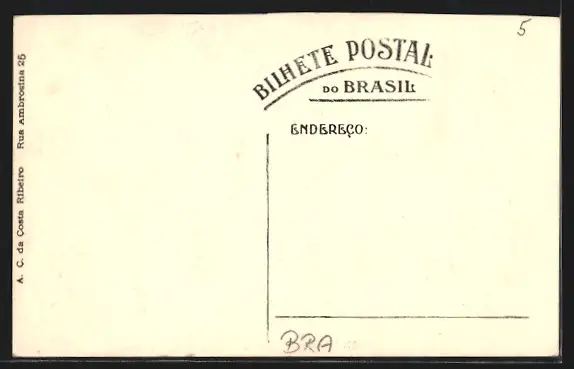 5
BILHETE POSTAL
DO BRASIL
ENDEREÇO:
A. C. da Costa Ribeiro Rua Ambrosina 25
BRA